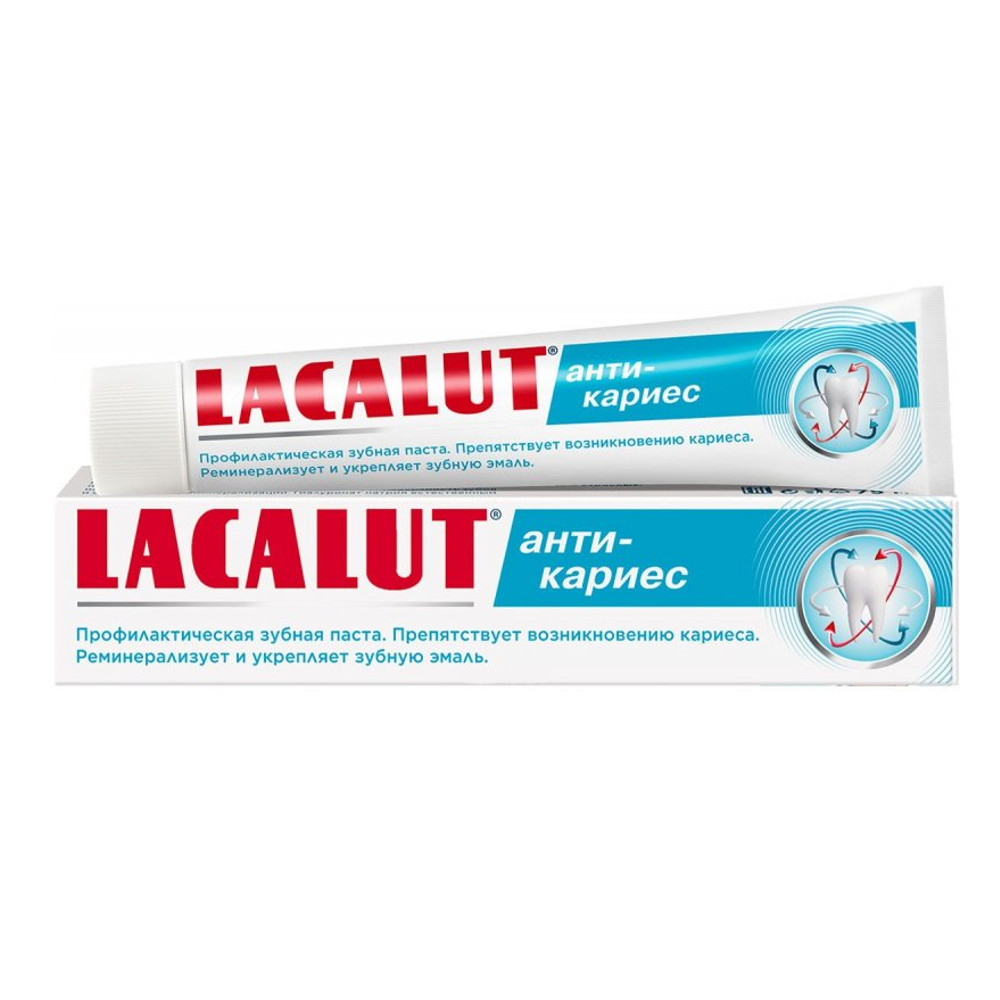 LACALUT®
анти-
кариес
Профилактическая зубная паста. Препятствует возникновению кариеса.
Реминерализует и укрепляет зубную эмаль.
LACALUT®
анти-
кариес
Профилактическая зубная паста. Препятствует возникновению кариеса.
Реминерализует и укрепляет зубную эмаль.